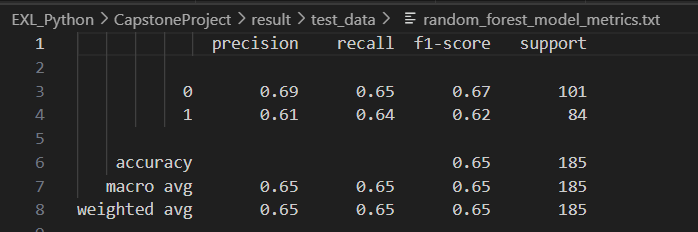 EXL_Python > CapstoneProject > result > test_data > random_forest_model_metrics.txt
1 precision recall f1-score support
2
3 0 0.69 0.65 0.67 101
4 1 0.61 0.64 0.62 84
5
6 accuracy 0.65 185
7 macro avg 0.65 0.65 0.65 185
8 weighted avg 0.65 0.65 0.65 185